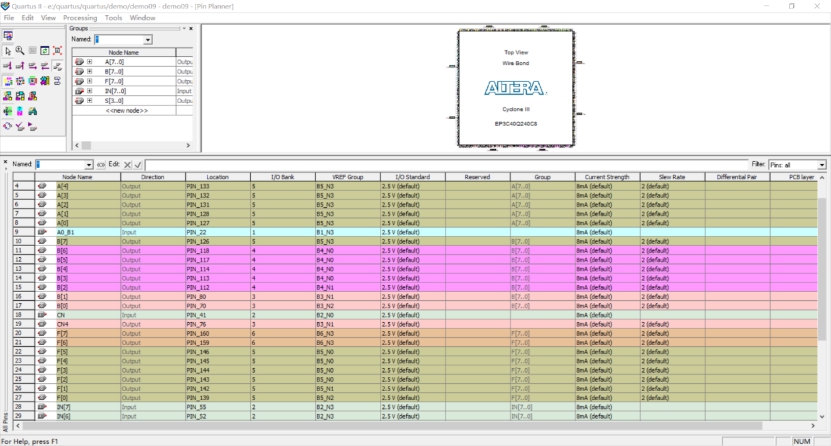 Quartus II - e:/quartus/quartus/demo/demo09 - demo09 - [Pin Planner]
File Edit View Processing Tools Window
Groups
Named:
Node Name
A[7..0] Outpu
B[7..0] Outpu
F[7..0] Outpu
IN[7..0] Input
S[3..0] Outpu
<<new node>>
Top View
Wire Bond
ALTERA
Cyclone III
EP3C40Q240C8
Named: Edit: Filter: Pins: all
Node Name Direction Location I/O Bank VREF Group I/O Standard Reserved Group Current Strength Slew Rate Differential Pair PCB layer
4 A[4] Output PIN_133 5 B5_N3 2.5 V (default) A[7..0] 8mA (default) 2 (default)
5 A[3] Output PIN_132 5 B5_N3 2.5 V (default) A[7..0] 8mA (default) 2 (default)
6 A[2] Output PIN_131 5 B5_N3 2.5 V (default) A[7..0] 8mA (default) 2 (default)
7 A[1] Output PIN_128 5 B5_N3 2.5 V (default) A[7..0] 8mA (default) 2 (default)
8 A[0] Output PIN_127 5 B5_N3 2.5 V (default) A[7..0] 8mA (default) 2 (default)
9 A0_B1 Input PIN_22 1 B1_N3 2.5 V (default) 8mA (default)
10 B[7] Output PIN_126 5 B5_N3 2.5 V (default) B[7..0] 8mA (default) 2 (default)
11 B[6] Output PIN_118 4 B4_N0 2.5 V (default) B[7..0] 8mA (default) 2 (default)
12 B[5] Output PIN_117 4 B4_N0 2.5 V (default) B[7..0] 8mA (default) 2 (default)
13 B[4] Output PIN_114 4 B4_N0 2.5 V (default) B[7..0] 8mA (default) 2 (default)
14 B[3] Output PIN_113 4 B4_N0 2.5 V (default) B[7..0] 8mA (default) 2 (default)
15 B[2] Output PIN_112 4 B4_N1 2.5 V (default) B[7..0] 8mA (default) 2 (default)
16 B[1] Output PIN_80 3 B3_N1 2.5 V (default) B[7..0] 8mA (default) 2 (default)
17 B[0] Output PIN_70 3 B3_N2 2.5 V (default) B[7..0] 8mA (default) 2 (default)
18 CN Input PIN_41 2 B2_N0 2.5 V (default) 8mA (default)
19 CN4 Output PIN_76 3 B3_N1 2.5 V (default) 8mA (default) 2 (default)
20 F[7] Output PIN_160 6 B6_N3 2.5 V (default) F[7..0] 8mA (default) 2 (default)
21 F[6] Output PIN_159 6 B6_N3 2.5 V (default) F[7..0] 8mA (default) 2 (default)
22 F[5] Output PIN_146 5 B5_N0 2.5 V (default) F[7..0] 8mA (default) 2 (default)
23 F[4] Output PIN_145 5 B5_N0 2.5 V (default) F[7..0] 8mA (default) 2 (default)
24 F[3] Output PIN_144 5 B5_N0 2.5 V (default) F[7..0] 8mA (default) 2 (default)
25 F[2] Output PIN_143 5 B5_N0 2.5 V (default) F[7..0] 8mA (default) 2 (default)
26 F[1] Output PIN_142 5 B5_N1 2.5 V (default) F[7..0] 8mA (default) 2 (default)
27 F[0] Output PIN_139 5 B5_N2 2.5 V (default) F[7..0] 8mA (default) 2 (default)
28 IN[7] Input PIN_55 2 B2_N3 2.5 V (default) IN[7..0] 8mA (default)
29 IN[6] Input PIN_52 2 B2_N3 2.5 V (default) IN[7..0] 8mA (default)
All Pins
For Help, press F1 NUM